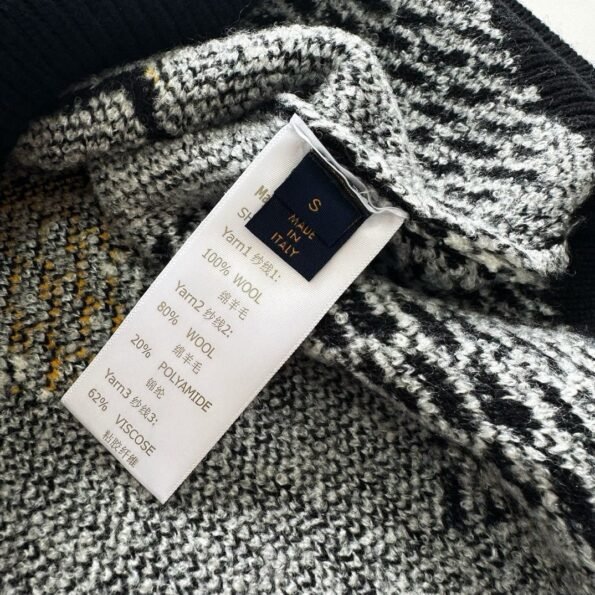 S
MADE
IN
ITALY
Yarn1 纱线1:
100% WOOL
绵羊毛
Yarn2 纱线2:
80% WOOL
绵羊毛
20% POLYAMIDE
锦纶
Yarn3 纱线3:
62% VISCOSE
粘胶纤维